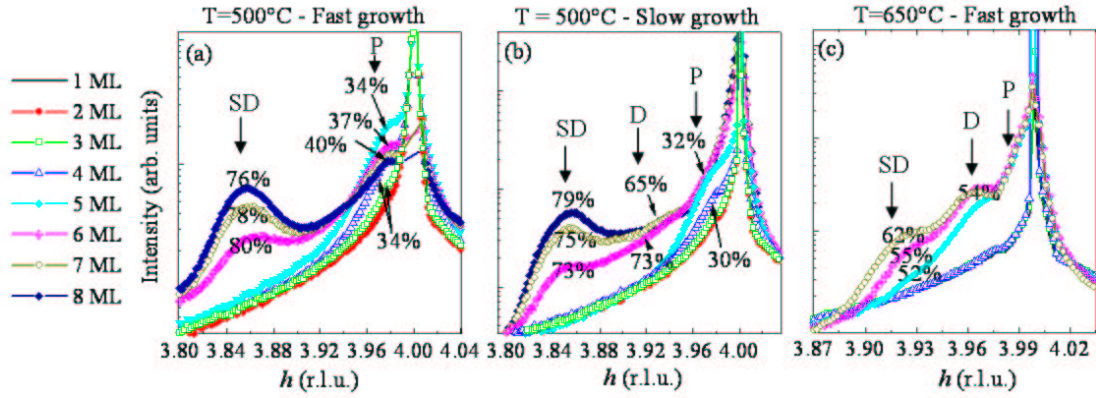 T=500°C - Fast growth
T = 500°C - Slow growth
T=650°C - Fast growth
1 ML
2 ML
3 ML
4 ML
5 ML
6 ML
7 ML
8 ML
Intensity (arb. units)
(a)
P
34%
37%
40%
SD
76%
78%
80%
34%
3.80 3.84 3.88 3.92 3.96 4.00 4.04
h (r.l.u.)
(b)
P
D
SD
32%
65%
79%
75%
73%
73%
30%
3.80 3.84 3.88 3.92 3.96 4.00
h (r.l.u.)
(c)
P
D
SD
54%
62%
55%
52%
3.87 3.90 3.93 3.96 3.99 4.02
h (r.l.u.)